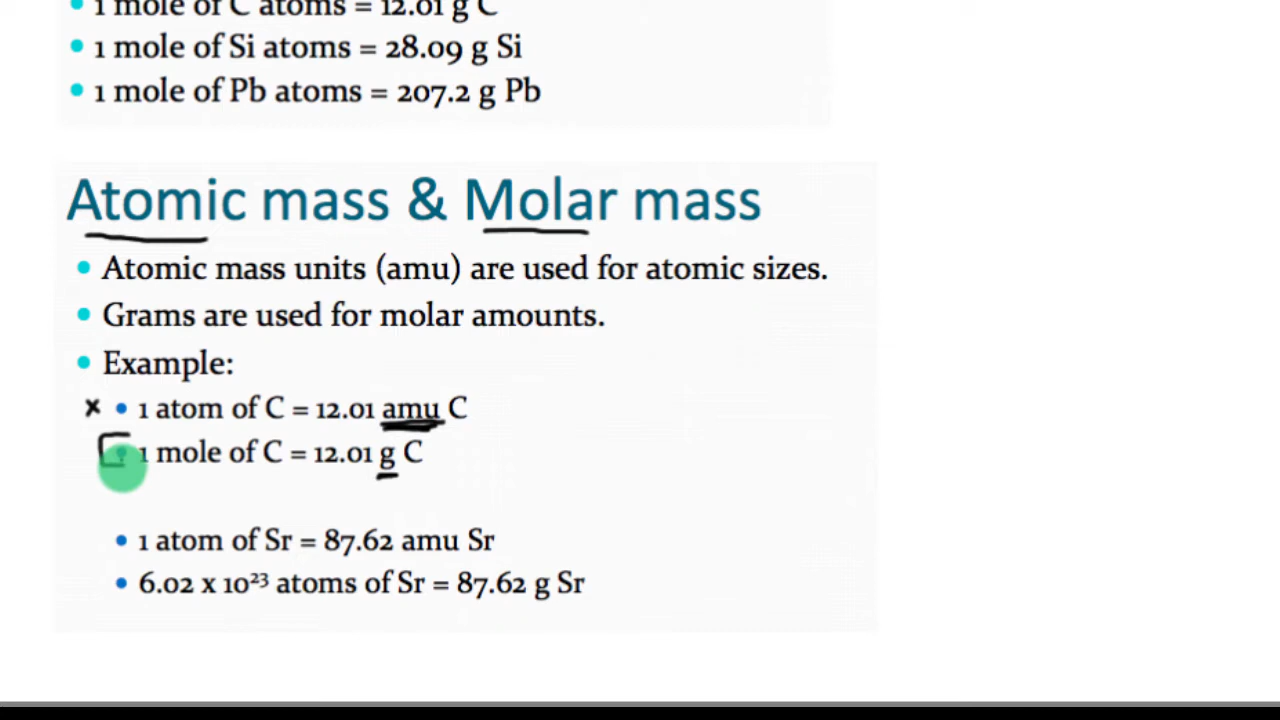 1 mole of C atoms = 12.01 g C
• 1 mole of Si atoms = 28.09 g Si
• 1 mole of Pb atoms = 207.2 g Pb
Atomic mass & Molar mass
• Atomic mass units (amu) are used for atomic sizes.
• Grams are used for molar amounts.
• Example:
x • 1 atom of C = 12.01 amu C
• 1 mole of C = 12.01 g C
• 1 atom of Sr = 87.62 amu Sr
• 6.02 x 10²³ atoms of Sr = 87.62 g Sr